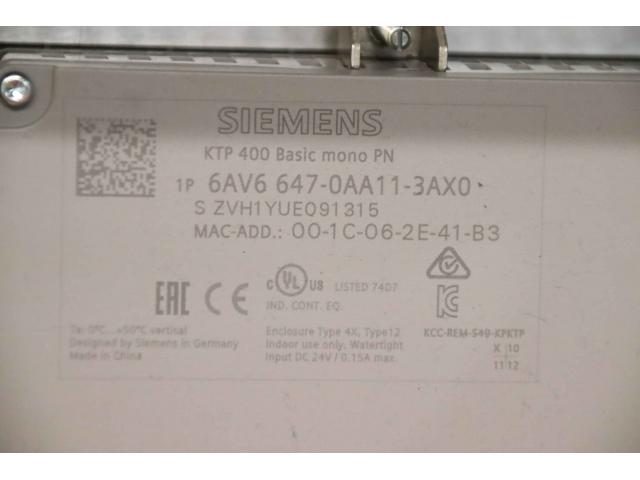 SIEMENS
KTP 400 Basic mono PN
1P 6AV6 647-0AA11-3AX0
S ZVH1YUE091315
MAC-ADD.: 00-1C-06-2E-41-B3
EAC CE c UL US LISTED 74D7
IND. CONT. EQ.
Ta: 0°C... +50°C vertical
Designed by Siemens in Germany
Made in China
Enclosure Type 4X, Type12
Indoor use only, Watertight
Input DC 24V / 0.15A max.
KCC-REM-S49-KPKTP
X 10
11 12